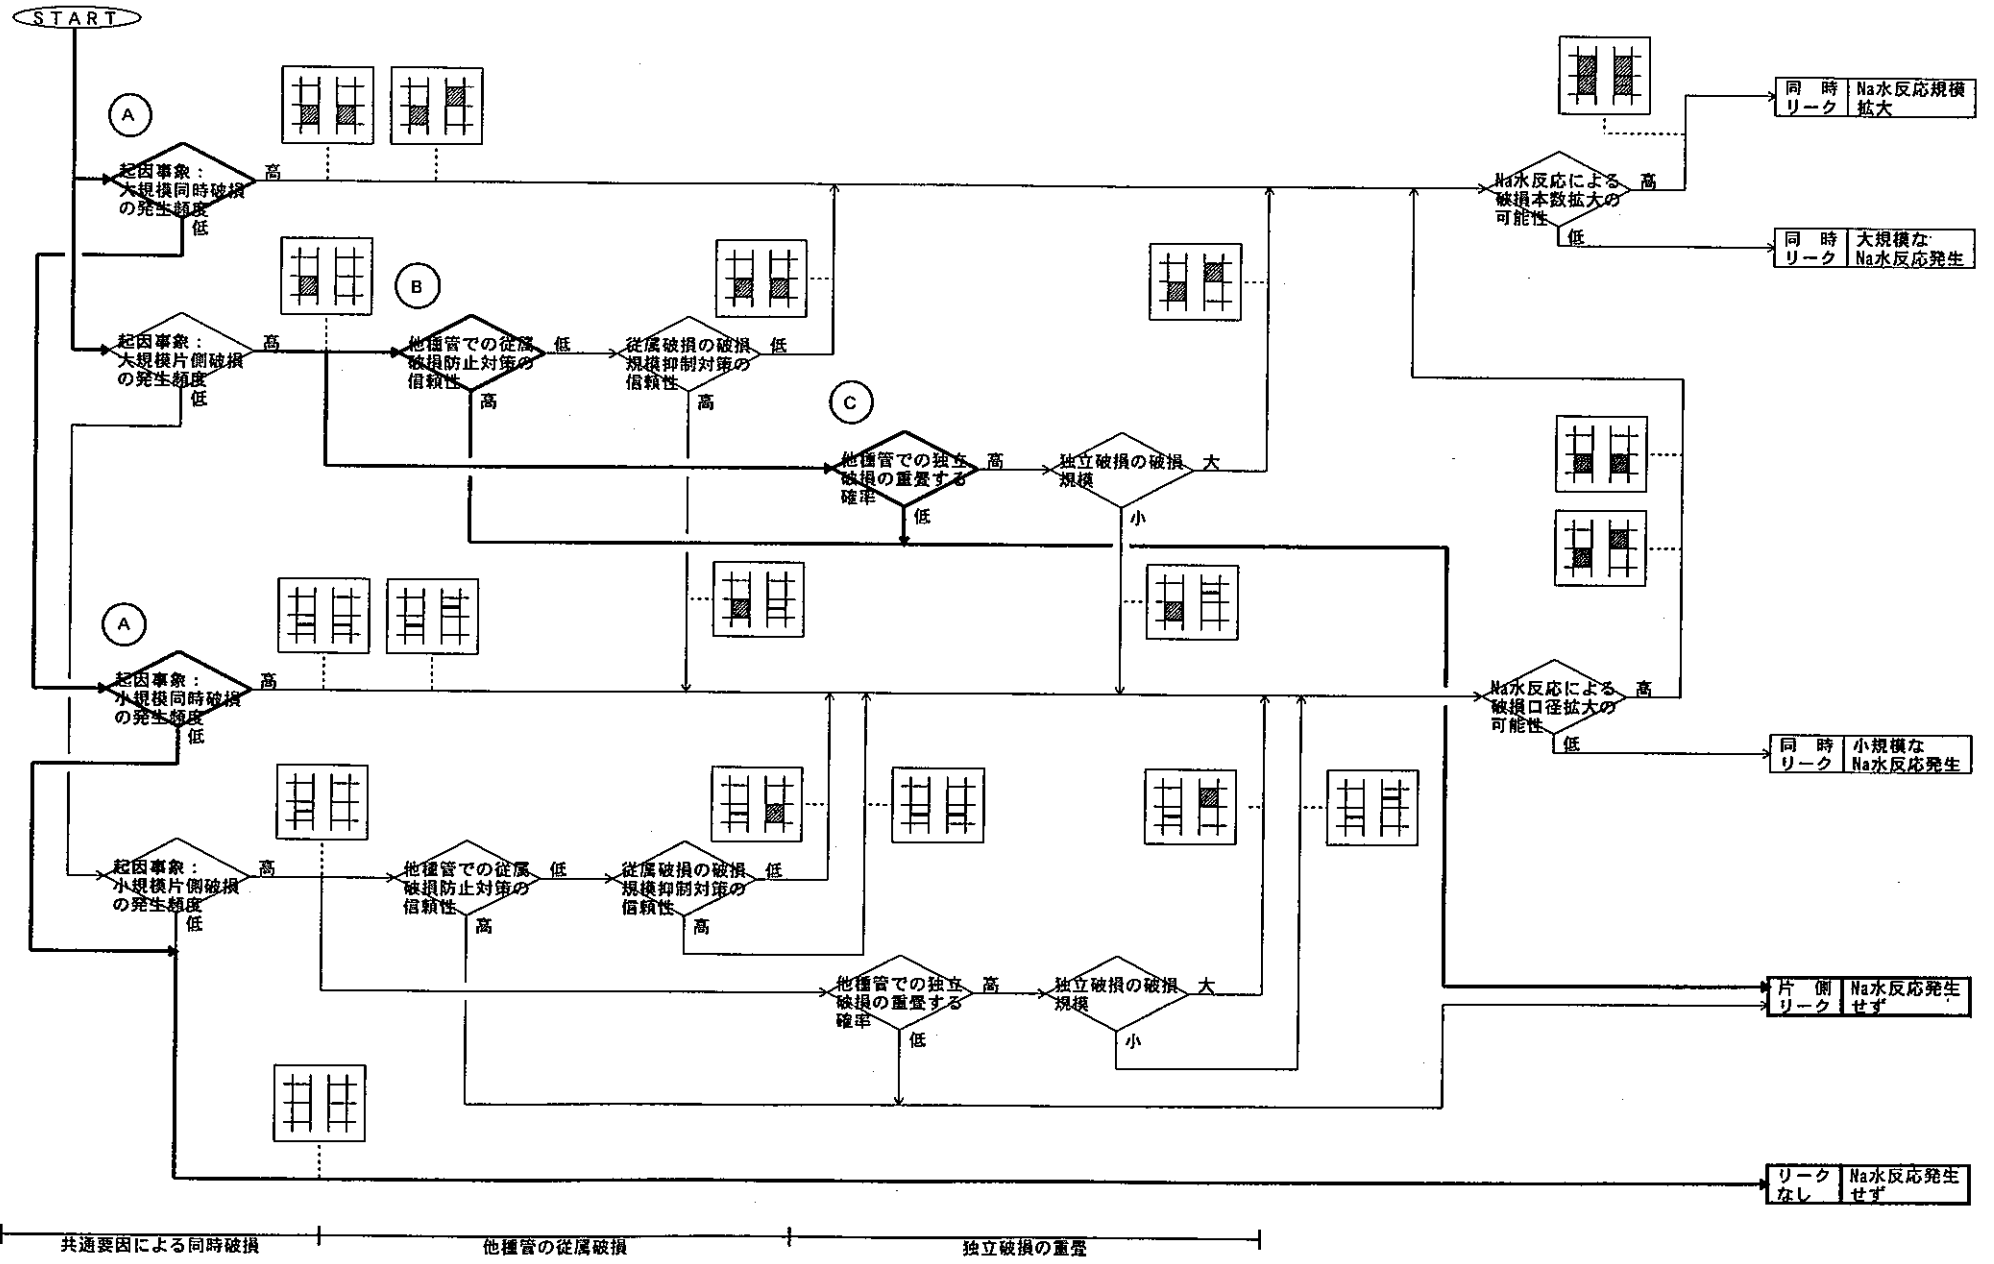 START
A
起因事象：
大規模同時破損
の発生頻度
高
低
Na水反応による
破損本数拡大の
可能性
高
低
同　時
リーク
Na水反応規模
拡大
同　時
リーク
大規模な
Na水反応発生
起因事象：
大規模片側破損
の発生頻度
高
低
B
他種管での従属
破損防止対策の
信頼性
低
高
従属破損の破損
規模抑制対策の
信頼性
低
高
C
他種管での独立
破損の重畳する
確率
高
低
独立破損の破損
規模
大
小
A
起因事象：
小規模同時破損
の発生頻度
高
低
Na水反応による
破損口径拡大の
可能性
高
低
同　時
リーク
小規模な
Na水反応発生
起因事象：
小規模片側破損
の発生頻度
高
低
他種管での従属
破損防止対策の
信頼性
低
高
従属破損の破損
規模抑制対策の
信頼性
低
高
他種管での独立
破損の重畳する
確率
高
低
独立破損の破損
規模
大
小
片　側
リーク
Na水反応発生
せず
リーク
なし
Na水反応発生
せず
共通要因による同時破損
他種管の従属破損
独立破損の重畳